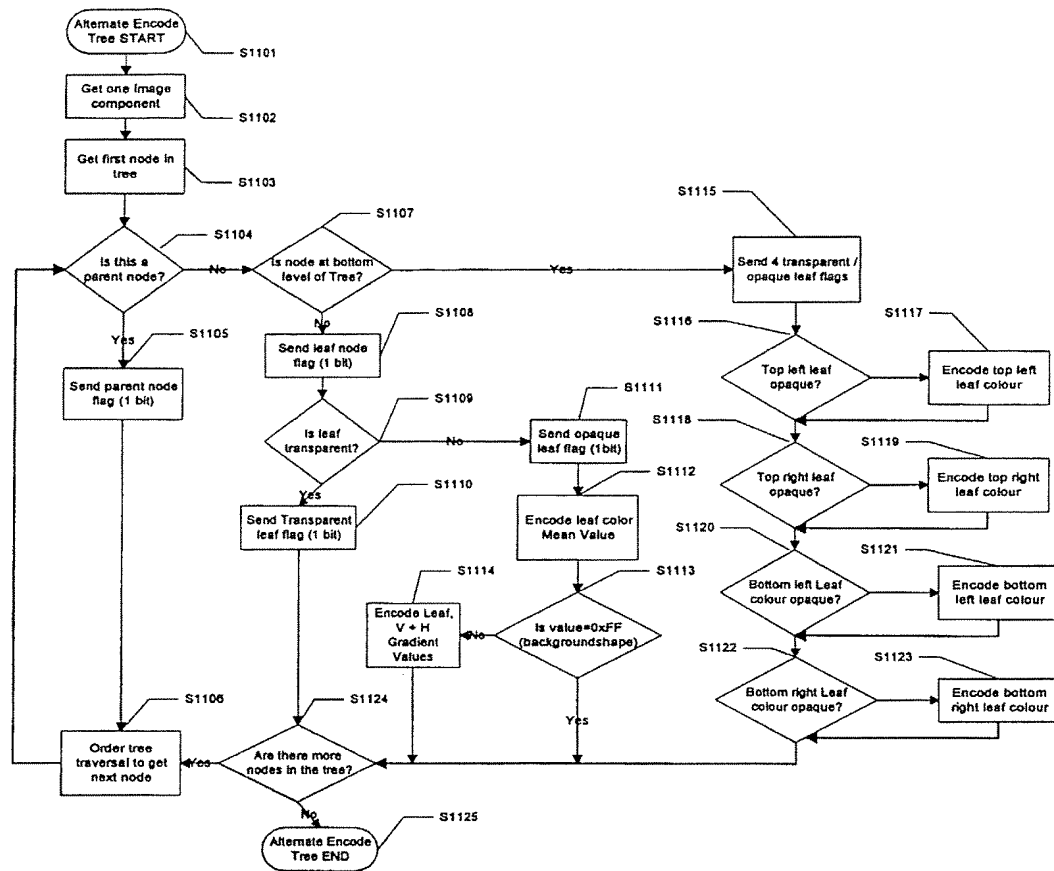 Alternate Encode
Tree START
S1101
Get one Image
component
S1102
Get first node in
tree
S1103
S1104
Is this a
parent node?
No
S1107
Is node at bottom
level of Tree?
Yes
S1115
Send 4 transparent /
opaque leaf flags
Yes
S1105
Send parent node
flag (1 bit)
No
S1108
Send leaf node
flag (1 bit)
S1109
Is leaf
transparent?
No
S1111
Send opaque
leaf flag (1bit)
S1112
Encode leaf color
Mean Value
Yes
S1110
Send Transparent
leaf flag (1 bit)
S1113
Is value=0xFF
(backgroundshape)
No
S1114
Encode Leaf,
V + H
Gradient
Values
Yes
S1116
Top left leaf
opaque?
S1117
Encode top left
leaf colour
S1118
Top right leaf
opaque?
S1119
Encode top right
leaf colour
S1120
Bottom left Leaf
colour opaque?
S1121
Encode bottom
left leaf colour
S1122
Bottom right Leaf
colour opaque?
S1123
Encode bottom
right leaf colour
S1106
Order tree
traversal to get
next node
Yes
S1124
Are there more
nodes in the tree?
No
S1125
Alternate Encode
Tree END